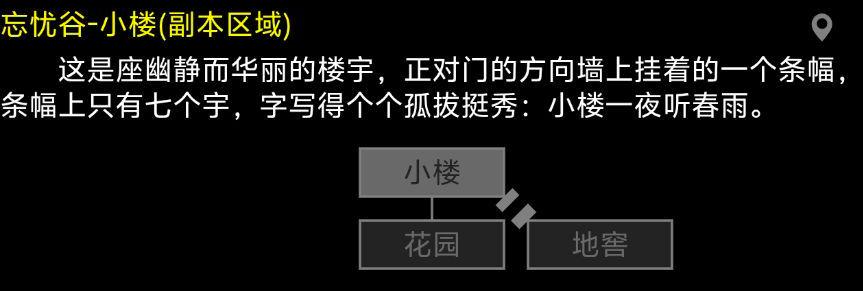 忘忧谷-小楼(副本区域)
这是座幽静而华丽的楼宇，正对门的方向墙上挂着的一个条幅，
条幅上只有七个宇，字写得个个孤拔挺秀：小楼一夜听春雨。
小楼
花园
地窖